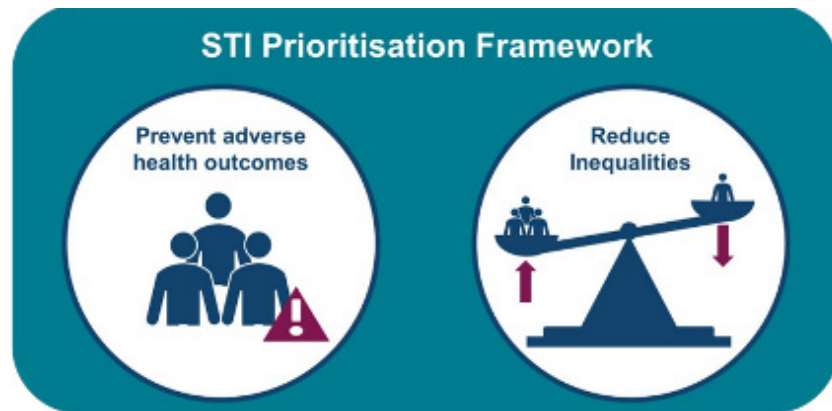 STI Prioritisation Framework
Prevent adverse
health outcomes
Reduce
Inequalities